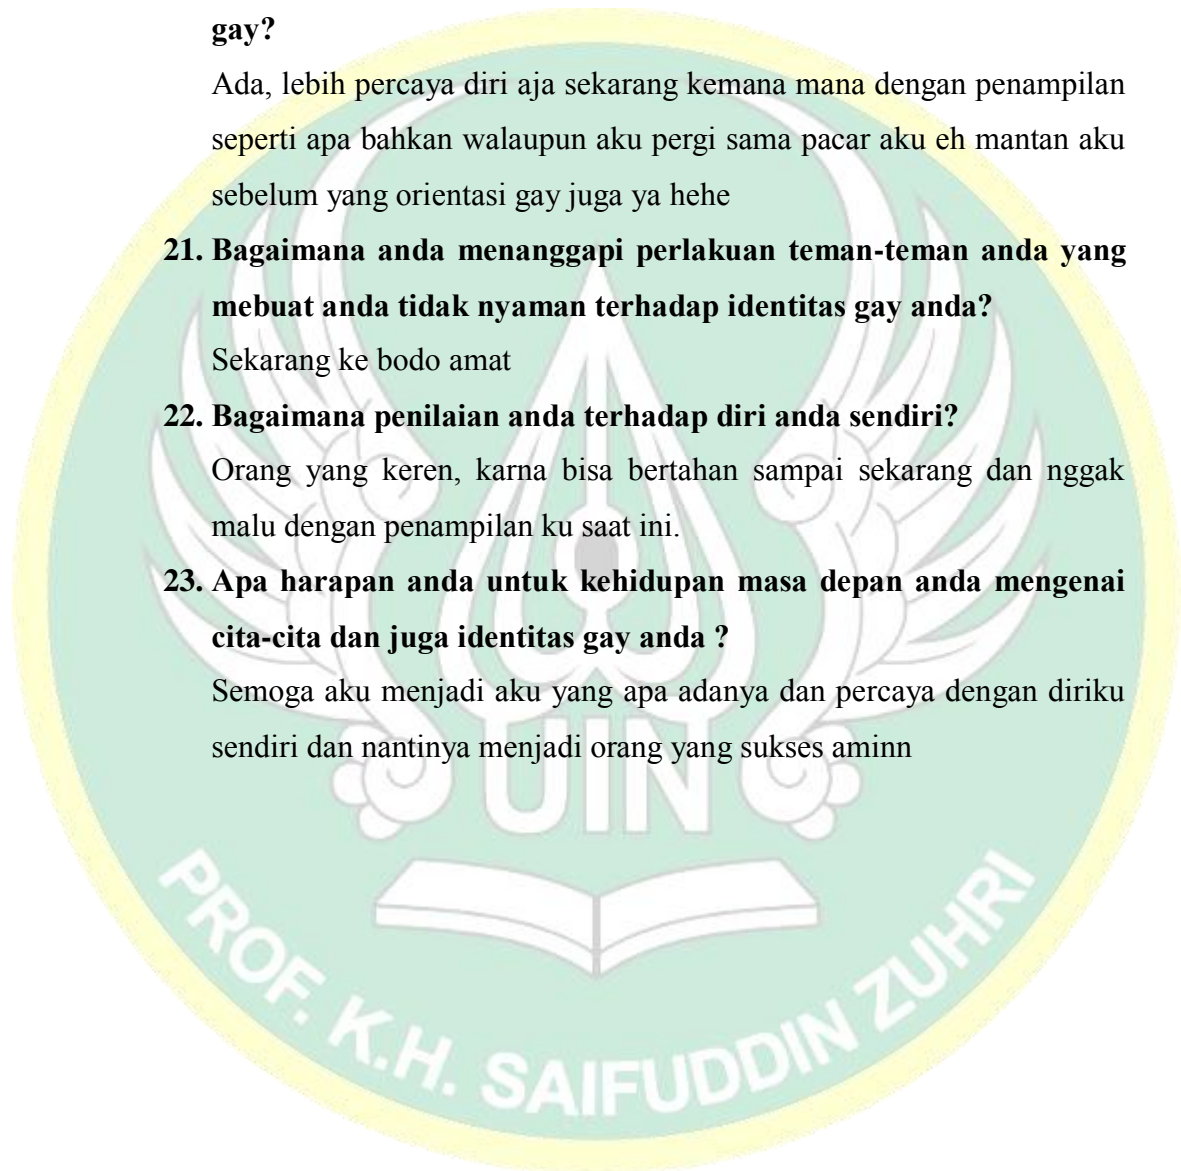 gay?
Ada, lebih percaya diri aja sekarang kemana mana dengan penampilan
seperti apa bahkan walaupun aku pergi sama pacar aku eh mantan aku
sebelum yang orientasi gay juga ya hehe
21. Bagaimana anda menanggapi perlakuan teman-teman anda yang
mebuat anda tidak nyaman terhadap identitas gay anda?
Sekarang ke bodo amat
22. Bagaimana penilaian anda terhadap diri anda sendiri?
Orang yang keren, karna bisa bertahan sampai sekarang dan nggak
malu dengan penampilan ku saat ini.
23. Apa harapan anda untuk kehidupan masa depan anda mengenai
cita-cita dan juga identitas gay anda ?
Semoga aku menjadi aku yang apa adanya dan percaya dengan diriku
sendiri dan nantinya menjadi orang yang sukses aminn
UIN
PROF. K.H. SAIFUDDIN ZUHRI